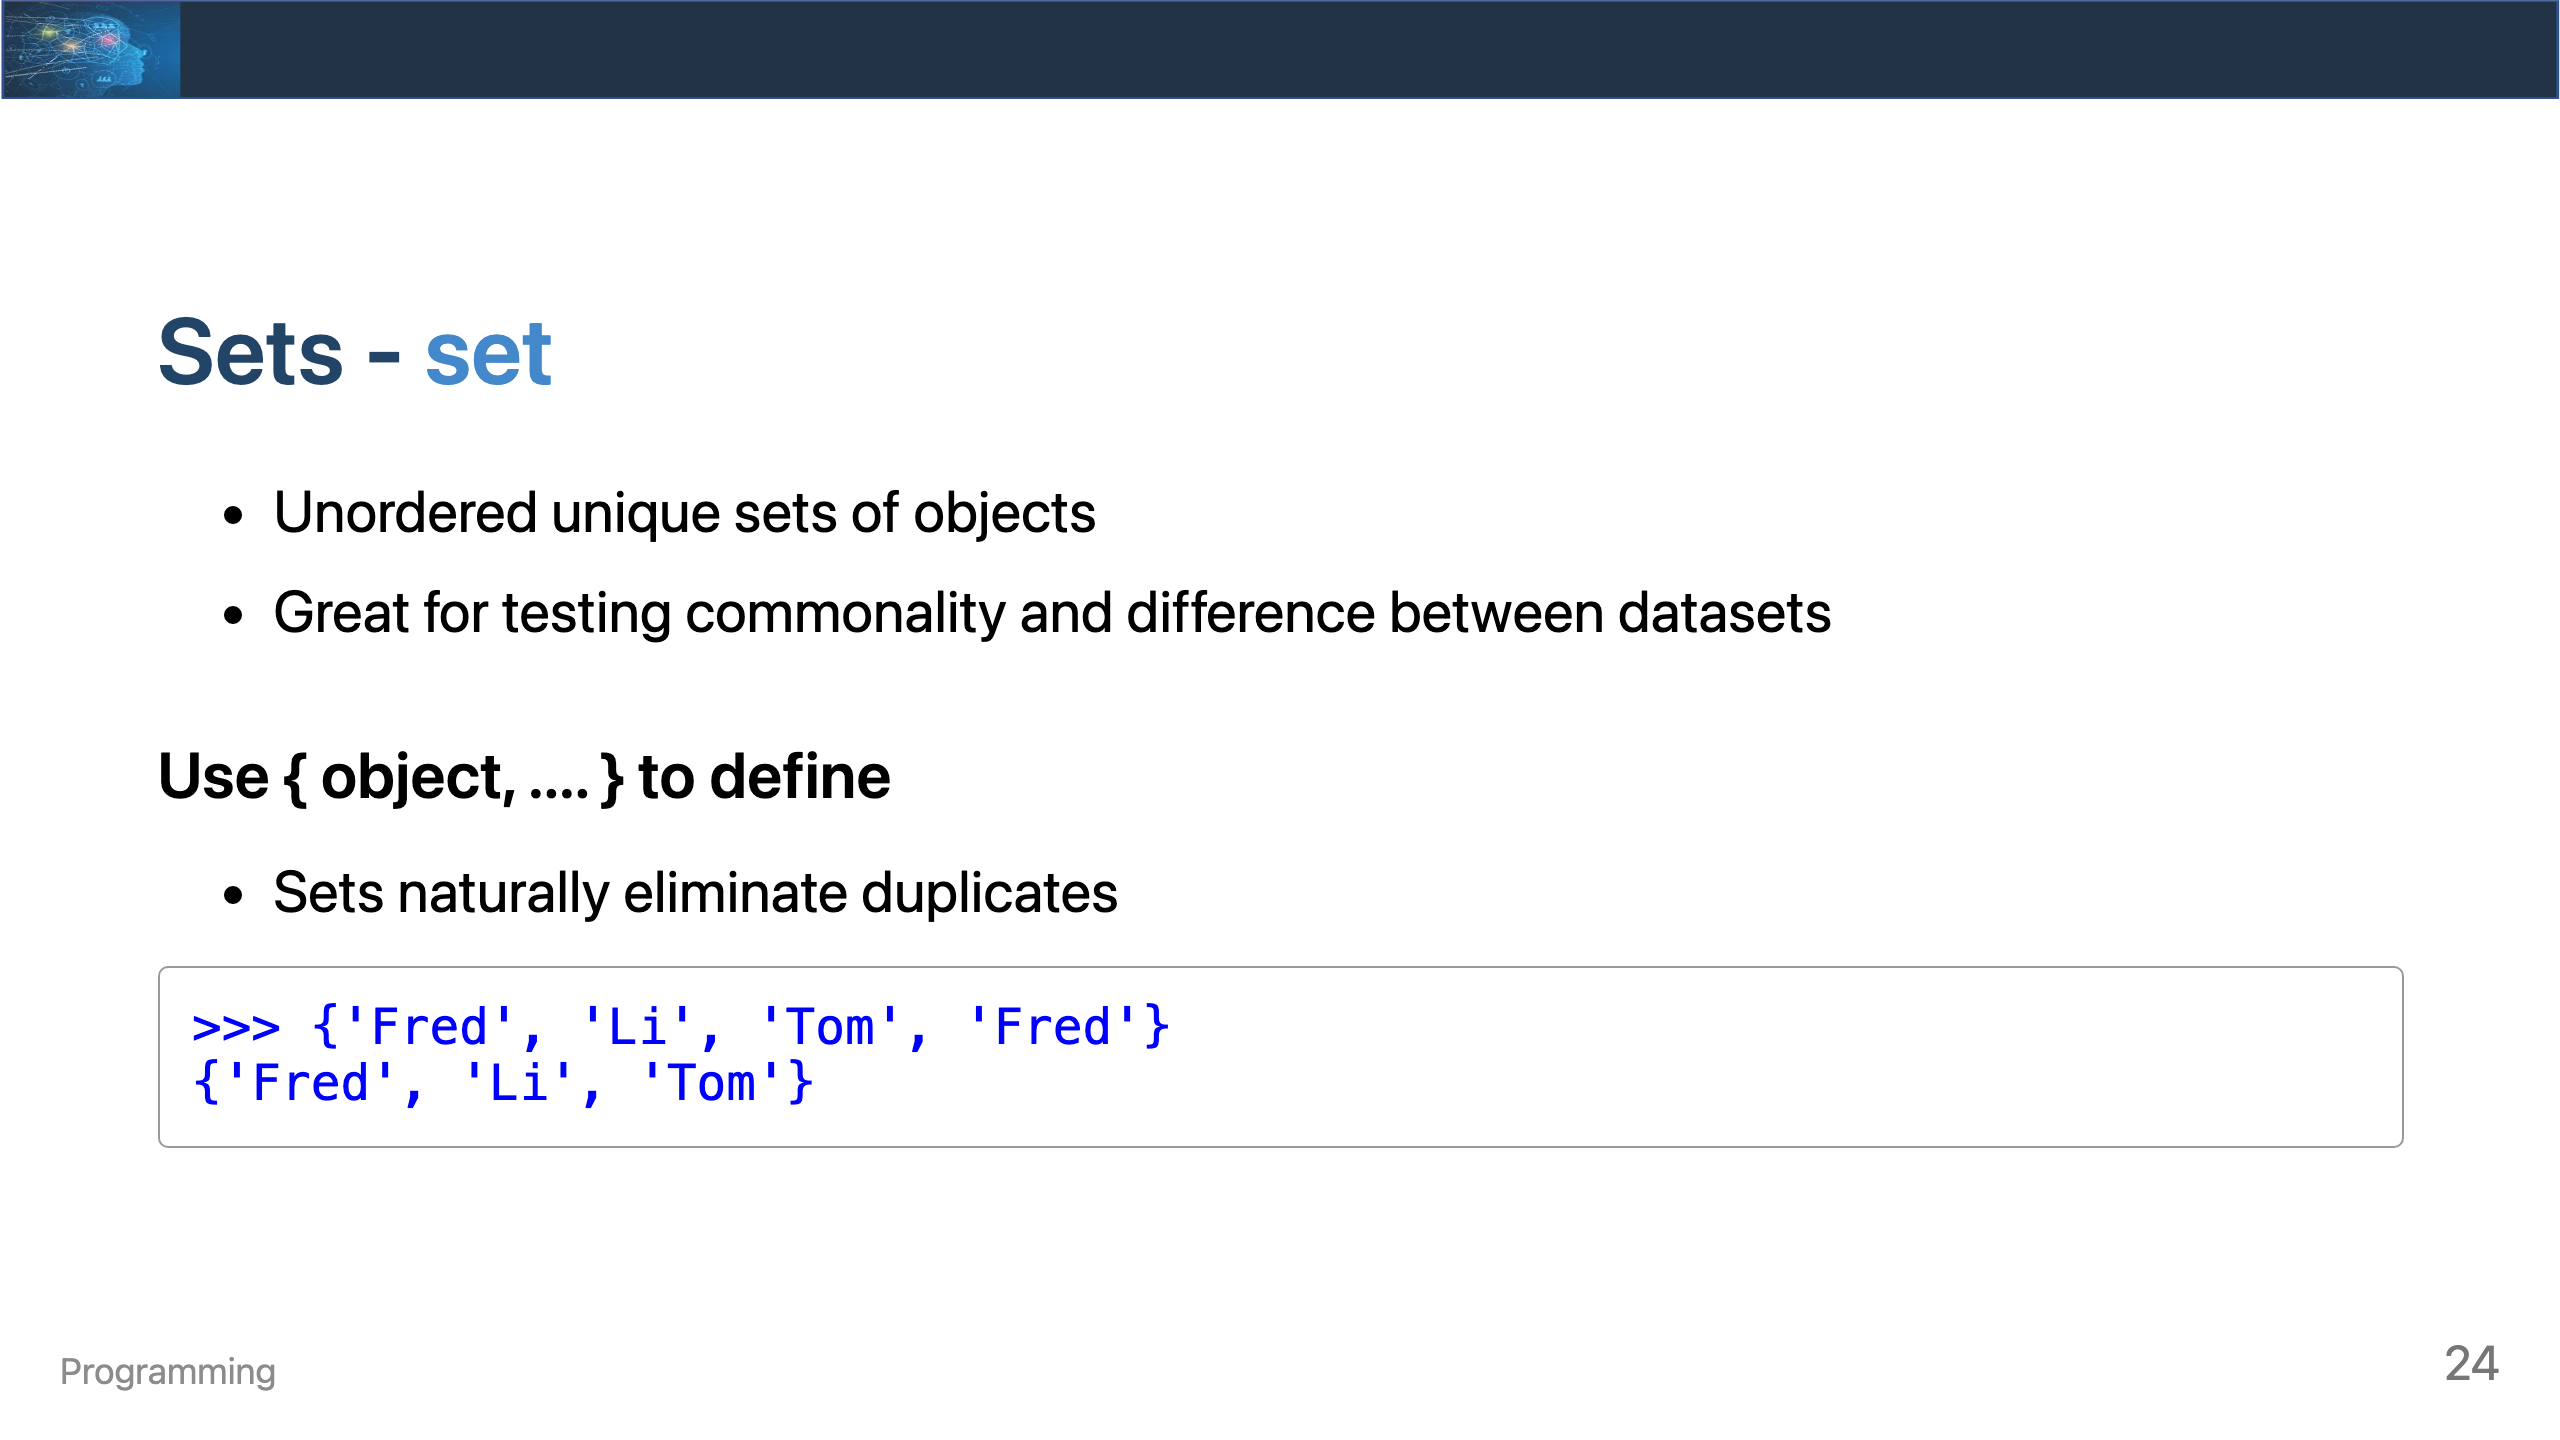 Sets - set
• Unordered unique sets of objects
• Great for testing commonality and difference between datasets
Use { object, .... } to define
• Sets naturally eliminate duplicates
>>> {'Fred', 'Li', 'Tom', 'Fred'}
{'Fred', 'Li', 'Tom'}
Programming
24